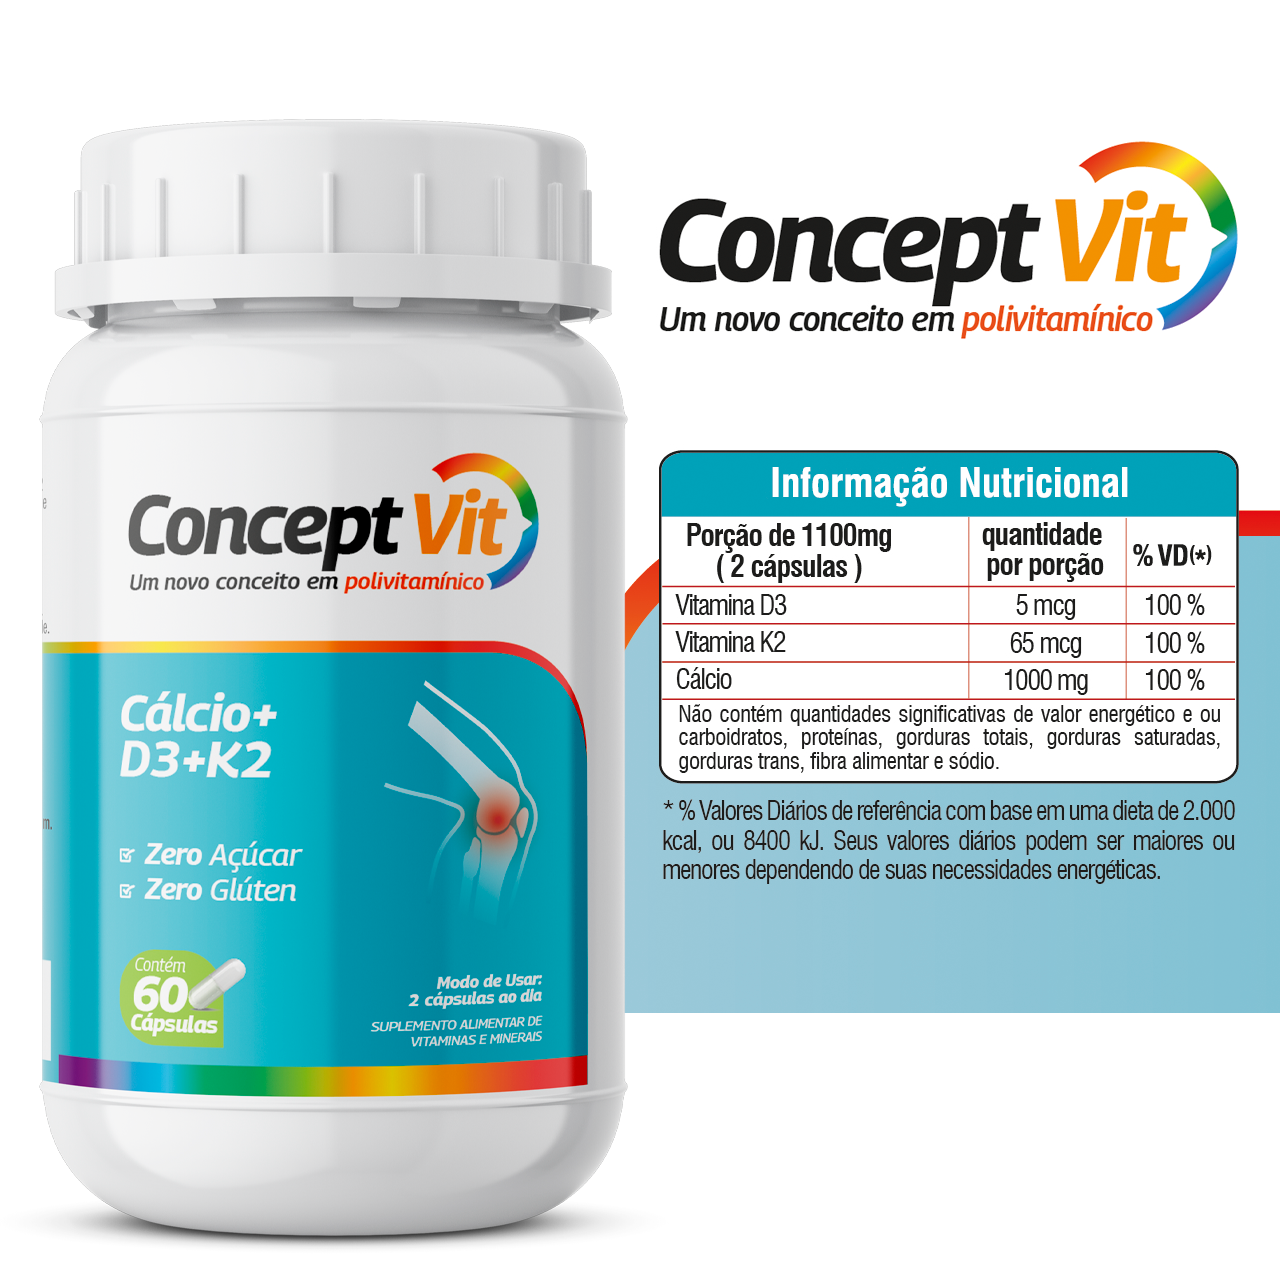 Concept Vit
Um novo conceito em polivitamínico
Cálcio+
D3+K2
Zero Açúcar
Zero Glúten
Contém
60
Cápsulas
Modo de Usar:
2 cápsulas ao dia
SUPLEMENTO ALIMENTAR DE
VITAMINAS E MINERAIS
Concept Vit
Um novo conceito em polivitamínico
Informação Nutricional
Porção de 1100mg
( 2 cápsulas )
quantidade
por porção
% VD(*)
Vitamina D3 5 mcg 100 %
Vitamina K2 65 mcg 100 %
Cálcio 1000 mg 100 %
Não contém quantidades significativas de valor energético e ou
carboidratos, proteínas, gorduras totais, gorduras saturadas,
gorduras trans, fibra alimentar e sódio.
* % Valores Diários de referência com base em uma dieta de 2.000
kcal, ou 8400 kJ. Seus valores diários podem ser maiores ou
menores dependendo de suas necessidades energéticas.